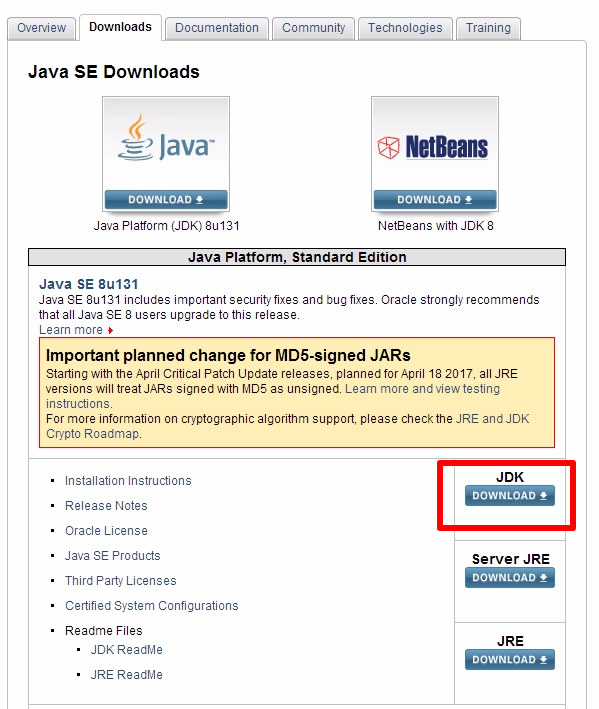 Overview Downloads Documentation Community Technologies Training
Java SE Downloads
Java™ NetBeans
DOWNLOAD DOWNLOAD
Java Platform (JDK) 8u131 NetBeans with JDK 8
Java Platform, Standard Edition
Java SE 8u131
Java SE 8u131 includes important security fixes and bug fixes. Oracle strongly recommends
that all Java SE 8 users upgrade to this release.
Learn more
Important planned change for MD5-signed JARs
Starting with the April Critical Patch Update releases, planned for April 18 2017, all JRE
versions will treat JARs signed with MD5 as unsigned. Learn more and view testing
instructions.
For more information on cryptographic algorithm support, please check the JRE and JDK
Crypto Roadmap.
Installation Instructions
Release Notes
Oracle License
Java SE Products
Third Party Licenses
Certified System Configurations
Readme Files
JDK ReadMe
JRE ReadMe
JDK
DOWNLOAD
Server JRE
DOWNLOAD
JRE
DOWNLOAD